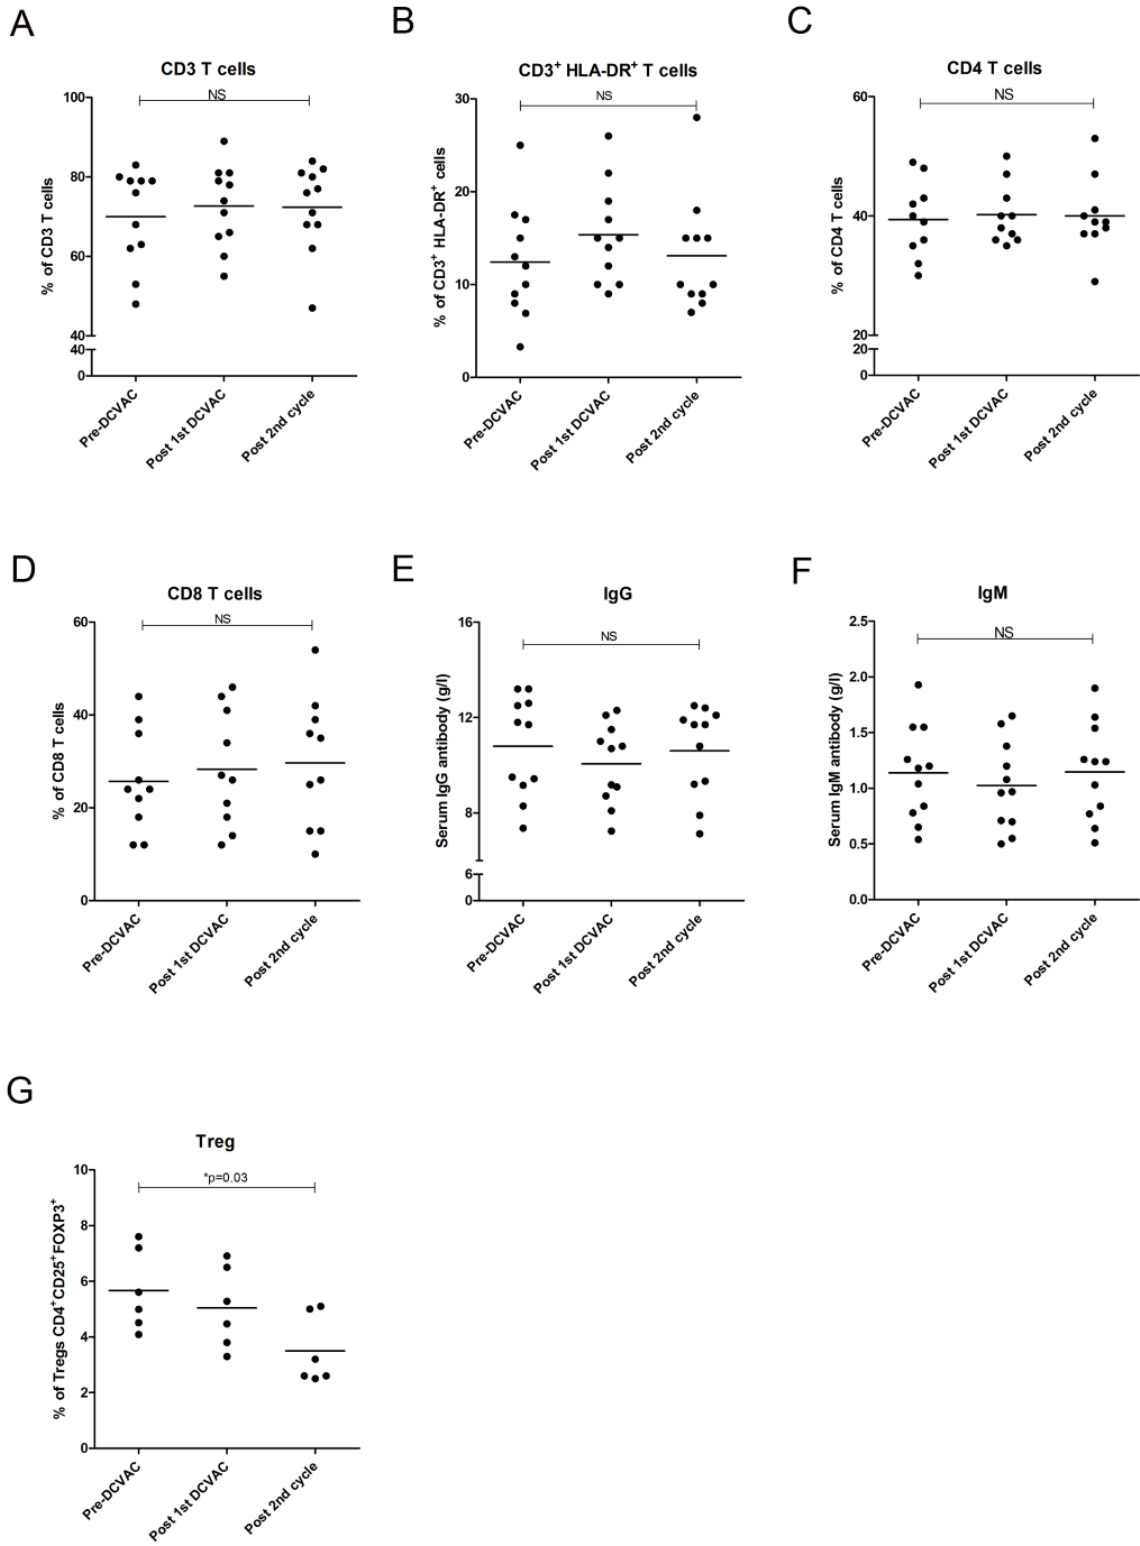 A
CD3 T cells
NS
% of CD3 T cells
100
80
60
40
40
0
Pre-DCVAC
Post 1st DCVAC
Post 2nd cycle
B
CD3+ HLA-DR+ T cells
NS
% of CD3+ HLA-DR+ cells
30
20
10
0
Pre-DCVAC
Post 1st DCVAC
Post 2nd cycle
C
CD4 T cells
NS
% of CD4 T cells
60
40
20
20
0
Pre-DCVAC
Post 1st DCVAC
Post 2nd cycle
D
CD8 T cells
NS
% of CD8 T cells
60
40
20
0
Pre-DCVAC
Post 1st DCVAC
Post 2nd cycle
E
IgG
NS
Serum IgG antibody (g/l)
16
12
8
6
0
Pre-DCVAC
Post 1st DCVAC
Post 2nd cycle
F
IgM
NS
Serum IgM antibody (g/l)
2.5
2.0
1.5
1.0
0.5
0.0
Pre-DCVAC
Post 1st DCVAC
Post 2nd cycle
G
Treg
*p=0.03
% of Tregs CD4+CD25+FOXP3+
10
8
6
4
2
0
Pre-DCVAC
Post 1st DCVAC
Post 2nd cycle